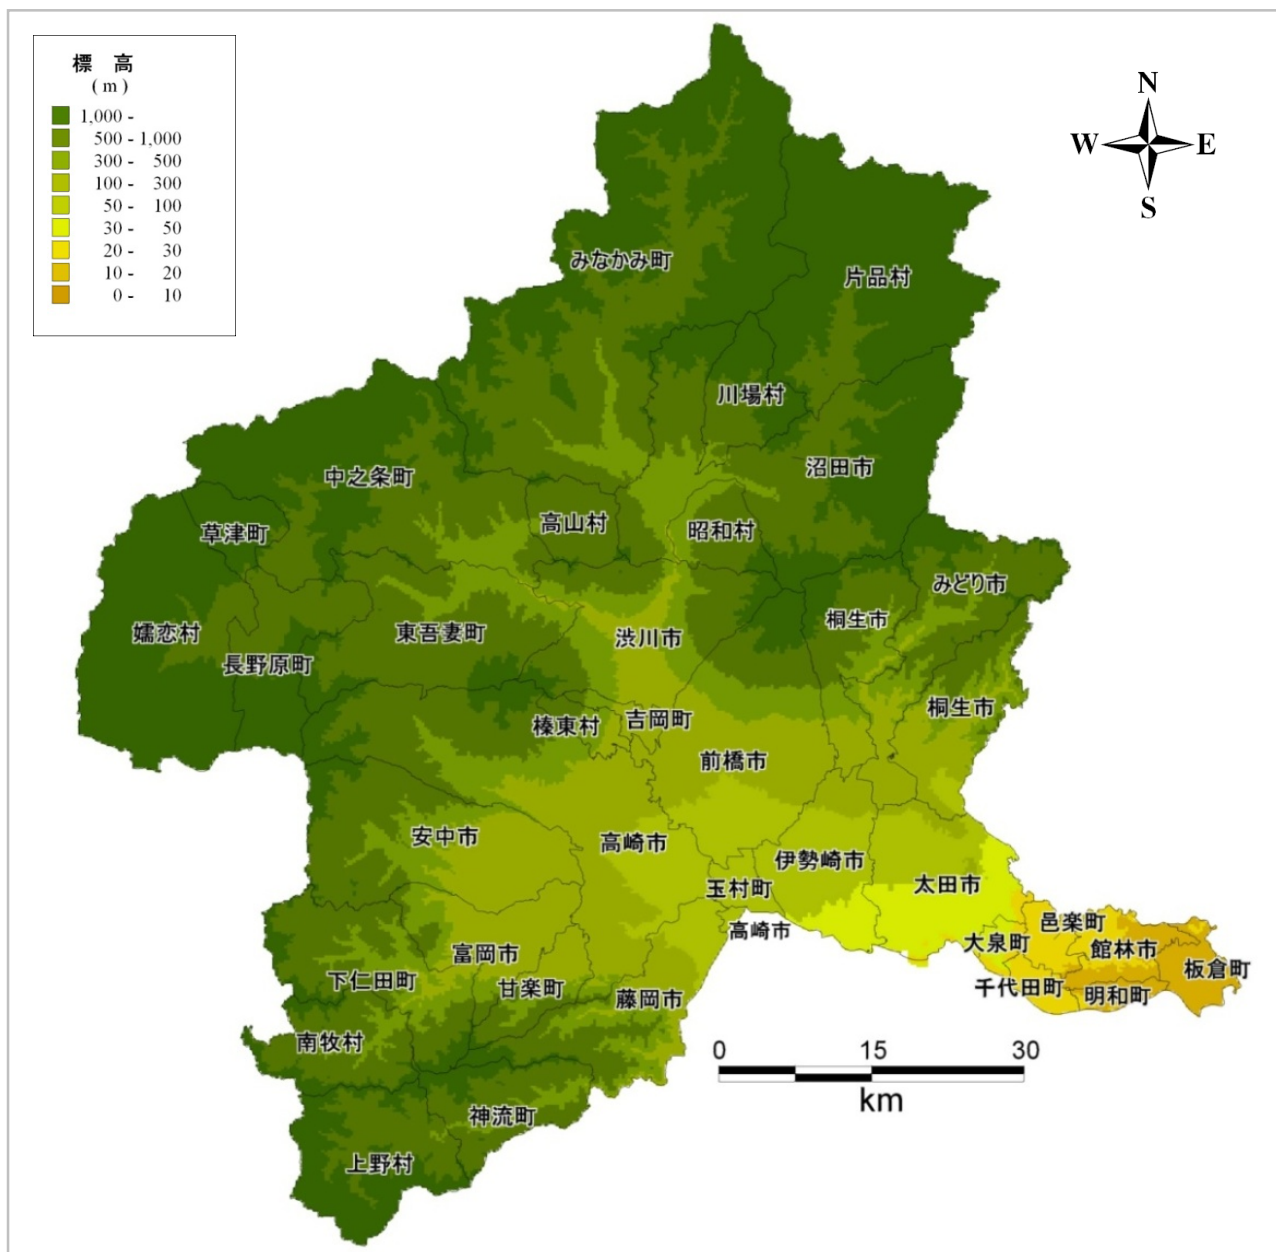 標 高
( m )
1,000 -
500 - 1,000
300 - 500
100 - 300
50 - 100
30 - 50
20 - 30
10 - 20
0 - 10
N
W E
S
みなかみ町
片品村
川場村
沼田市
中之条町
草津町
高山村
昭和村
みどり市
桐生市
嬬恋村
東吾妻町
渋川市
長野原町
桐生市
榛東村
吉岡町
前橋市
安中市
高崎市
伊勢崎市
玉村町
太田市
高崎市
邑楽町
大泉町
館林市
板倉町
千代田町
明和町
富岡市
下仁田町
甘楽町
藤岡市
南牧村
神流町
上野村
0 15 30
km